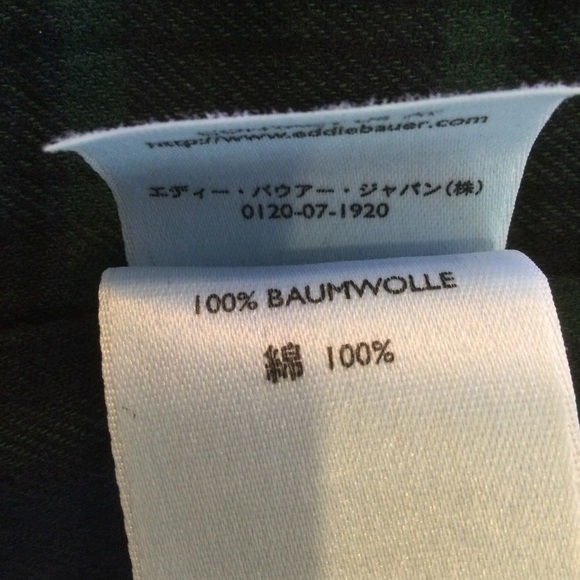 http://www.eddiebauer.com
エディー・バウアー・ジャパン(株)
0120-07-1920
100% BAUMWOLLE
綿 100%